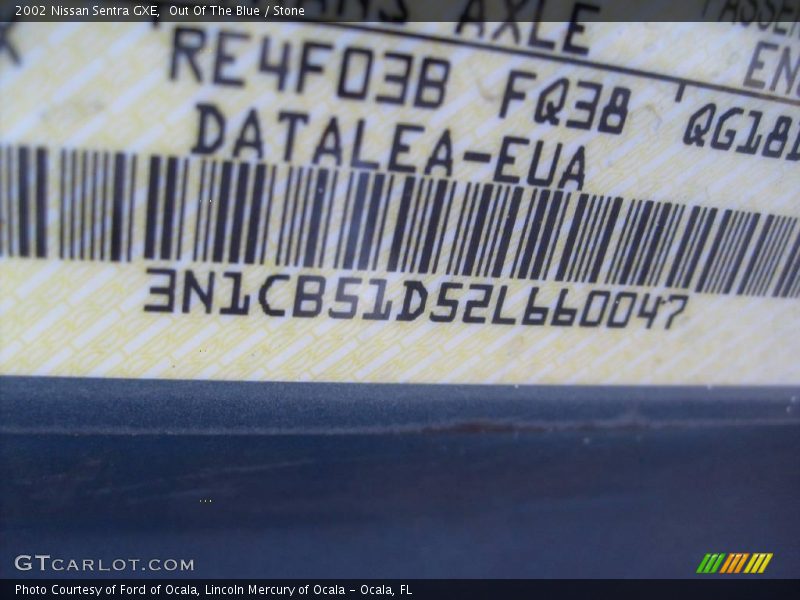 2002 Nissan Sentra GXE, Out Of The Blue / Stone
AXLE
RE4F03B FQ38
DATALEA-EUA
3N1CB51D52L660047
GTCARLOT.COM
Photo Courtesy of Ford of Ocala, Lincoln Mercury of Ocala - Ocala, FL